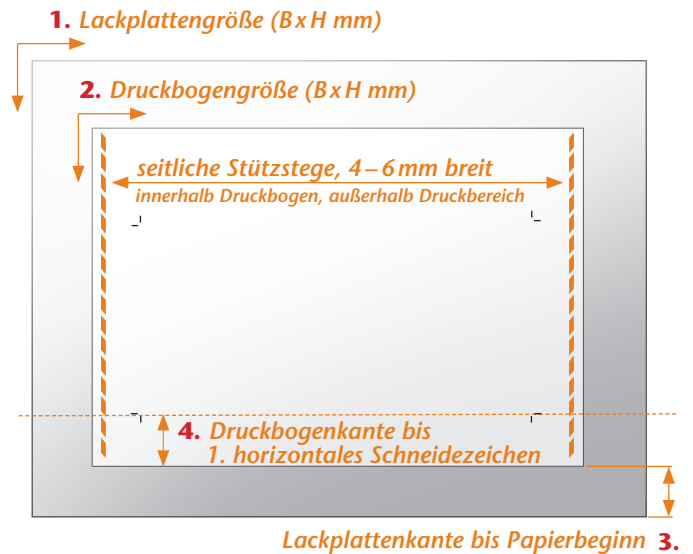 1. Lackplattengröße (B x H mm)
2. Druckbogengröße (B x H mm)
seitliche Stützstege, 4 – 6 mm breit
innerhalb Druckbogen, außerhalb Druckbereich
4. Druckbogenkante bis
1. horizontales Schneidezeichen
Lackplattenkante bis Papierbeginn 3.